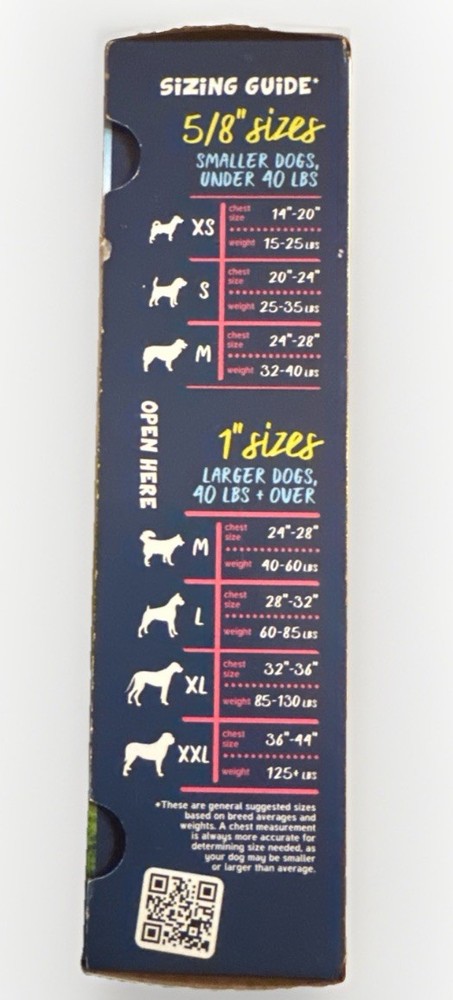 SiZiNG GUiDE*
5/8" sizes
SMALLER DOGS,
UNDER 40 LBS
XS
chest size 14"-20"
weight 15-25 LBS
S
chest size 20"-24"
weight 25-35 LBS
M
chest size 24"-28"
weight 32-40 LBS
OPEN HERE
1" sizes
LARGER DOGS,
40 LBS + OVER
M
chest size 24"-28"
weight 40-60 LBS
L
chest size 28"-32"
weight 60-85 LBS
XL
chest size 32"-36"
weight 85-130 LBS
XXL
chest size 36"-44"
weight 125+ LBS
*These are general suggested sizes
based on breed averages and
weights. A chest measurement
is always more accurate for
determining size needed, as
your dog may be smaller
or larger than average.